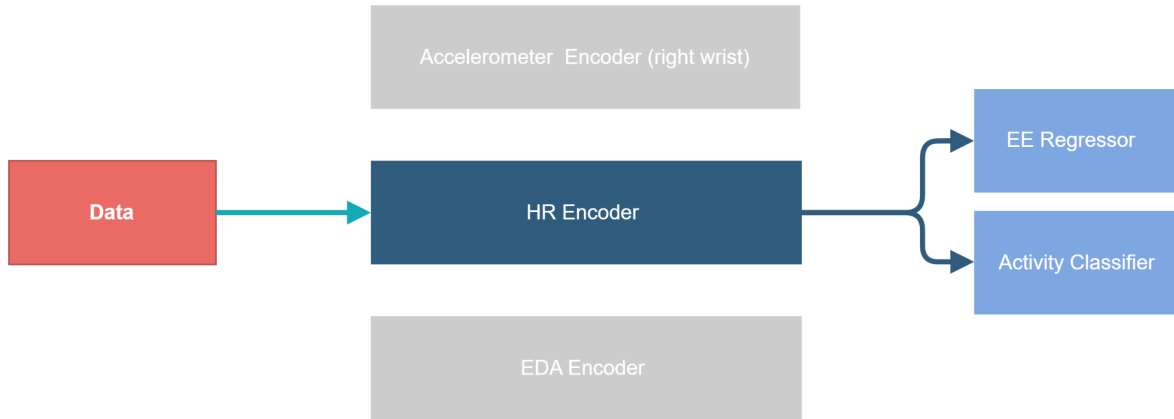 Accelerometer  Encoder (right wrist)
EE Regressor
Data
HR Encoder
Activity Classifier
EDA Encoder